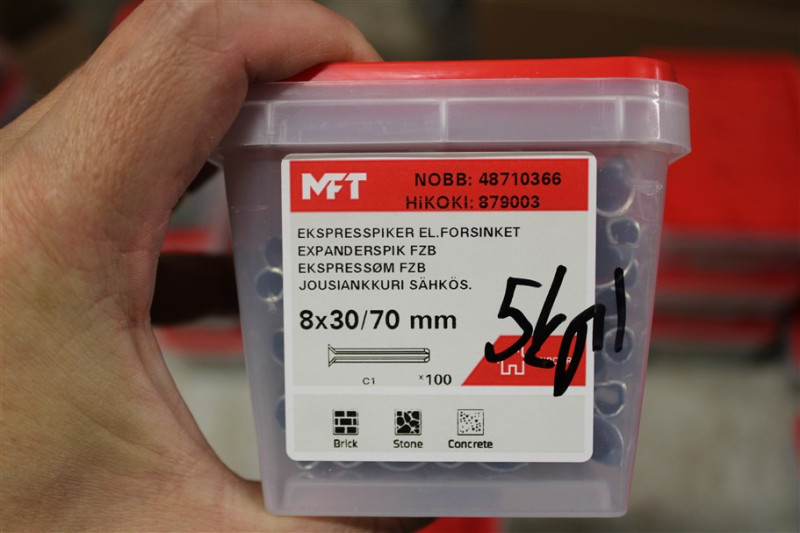 MFT
NOBB: 48710366
HiKOKI: 879003
EKSPRESSPIKER EL.FORSINKET
EXPANDERSPIK FZB
EKSPRESSØM FZB
JOUSIANKKURI SÄHKÖS.
8x30/70 mm
5kpl
C1
x100
Brick
Stone
Concrete